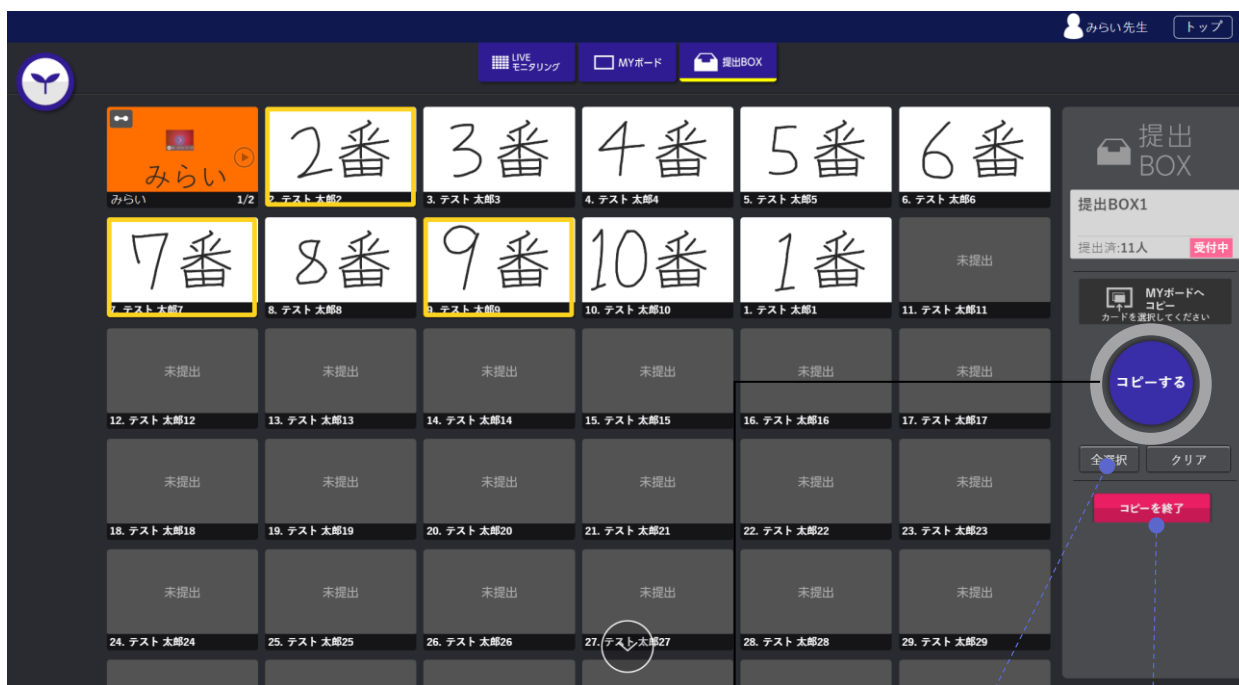 みらい先生
トップ
LIVE
モニタリング
MYボード
提出BOX
みらい
みらい 1/2
2番
2. テスト 太郎2
3番
3. テスト 太郎3
4番
4. テスト 太郎4
5番
5. テスト 太郎5
6番
6. テスト 太郎6
7番
7. テスト 太郎7
8番
8. テスト 太郎8
9番
9. テスト 太郎9
10番
10. テスト 太郎10
1番
1. テスト 太郎1
未提出
11. テスト 太郎11
未提出
12. テスト 太郎12
未提出
13. テスト 太郎13
未提出
14. テスト 太郎14
未提出
15. テスト 太郎15
未提出
16. テスト 太郎16
未提出
17. テスト 太郎17
未提出
18. テスト 太郎18
未提出
19. テスト 太郎19
未提出
20. テスト 太郎20
未提出
21. テスト 太郎21
未提出
22. テスト 太郎22
未提出
23. テスト 太郎23
未提出
24. テスト 太郎24
未提出
25. テスト 太郎25
未提出
26. テスト 太郎26
未提出
27. テスト 太郎27
未提出
28. テスト 太郎28
未提出
29. テスト 太郎29
提出
BOX
提出BOX1
提出済:11人 受付中
MYボードへ
コピー
カードを選択してください
コピーする
全選択
クリア
コピーを終了